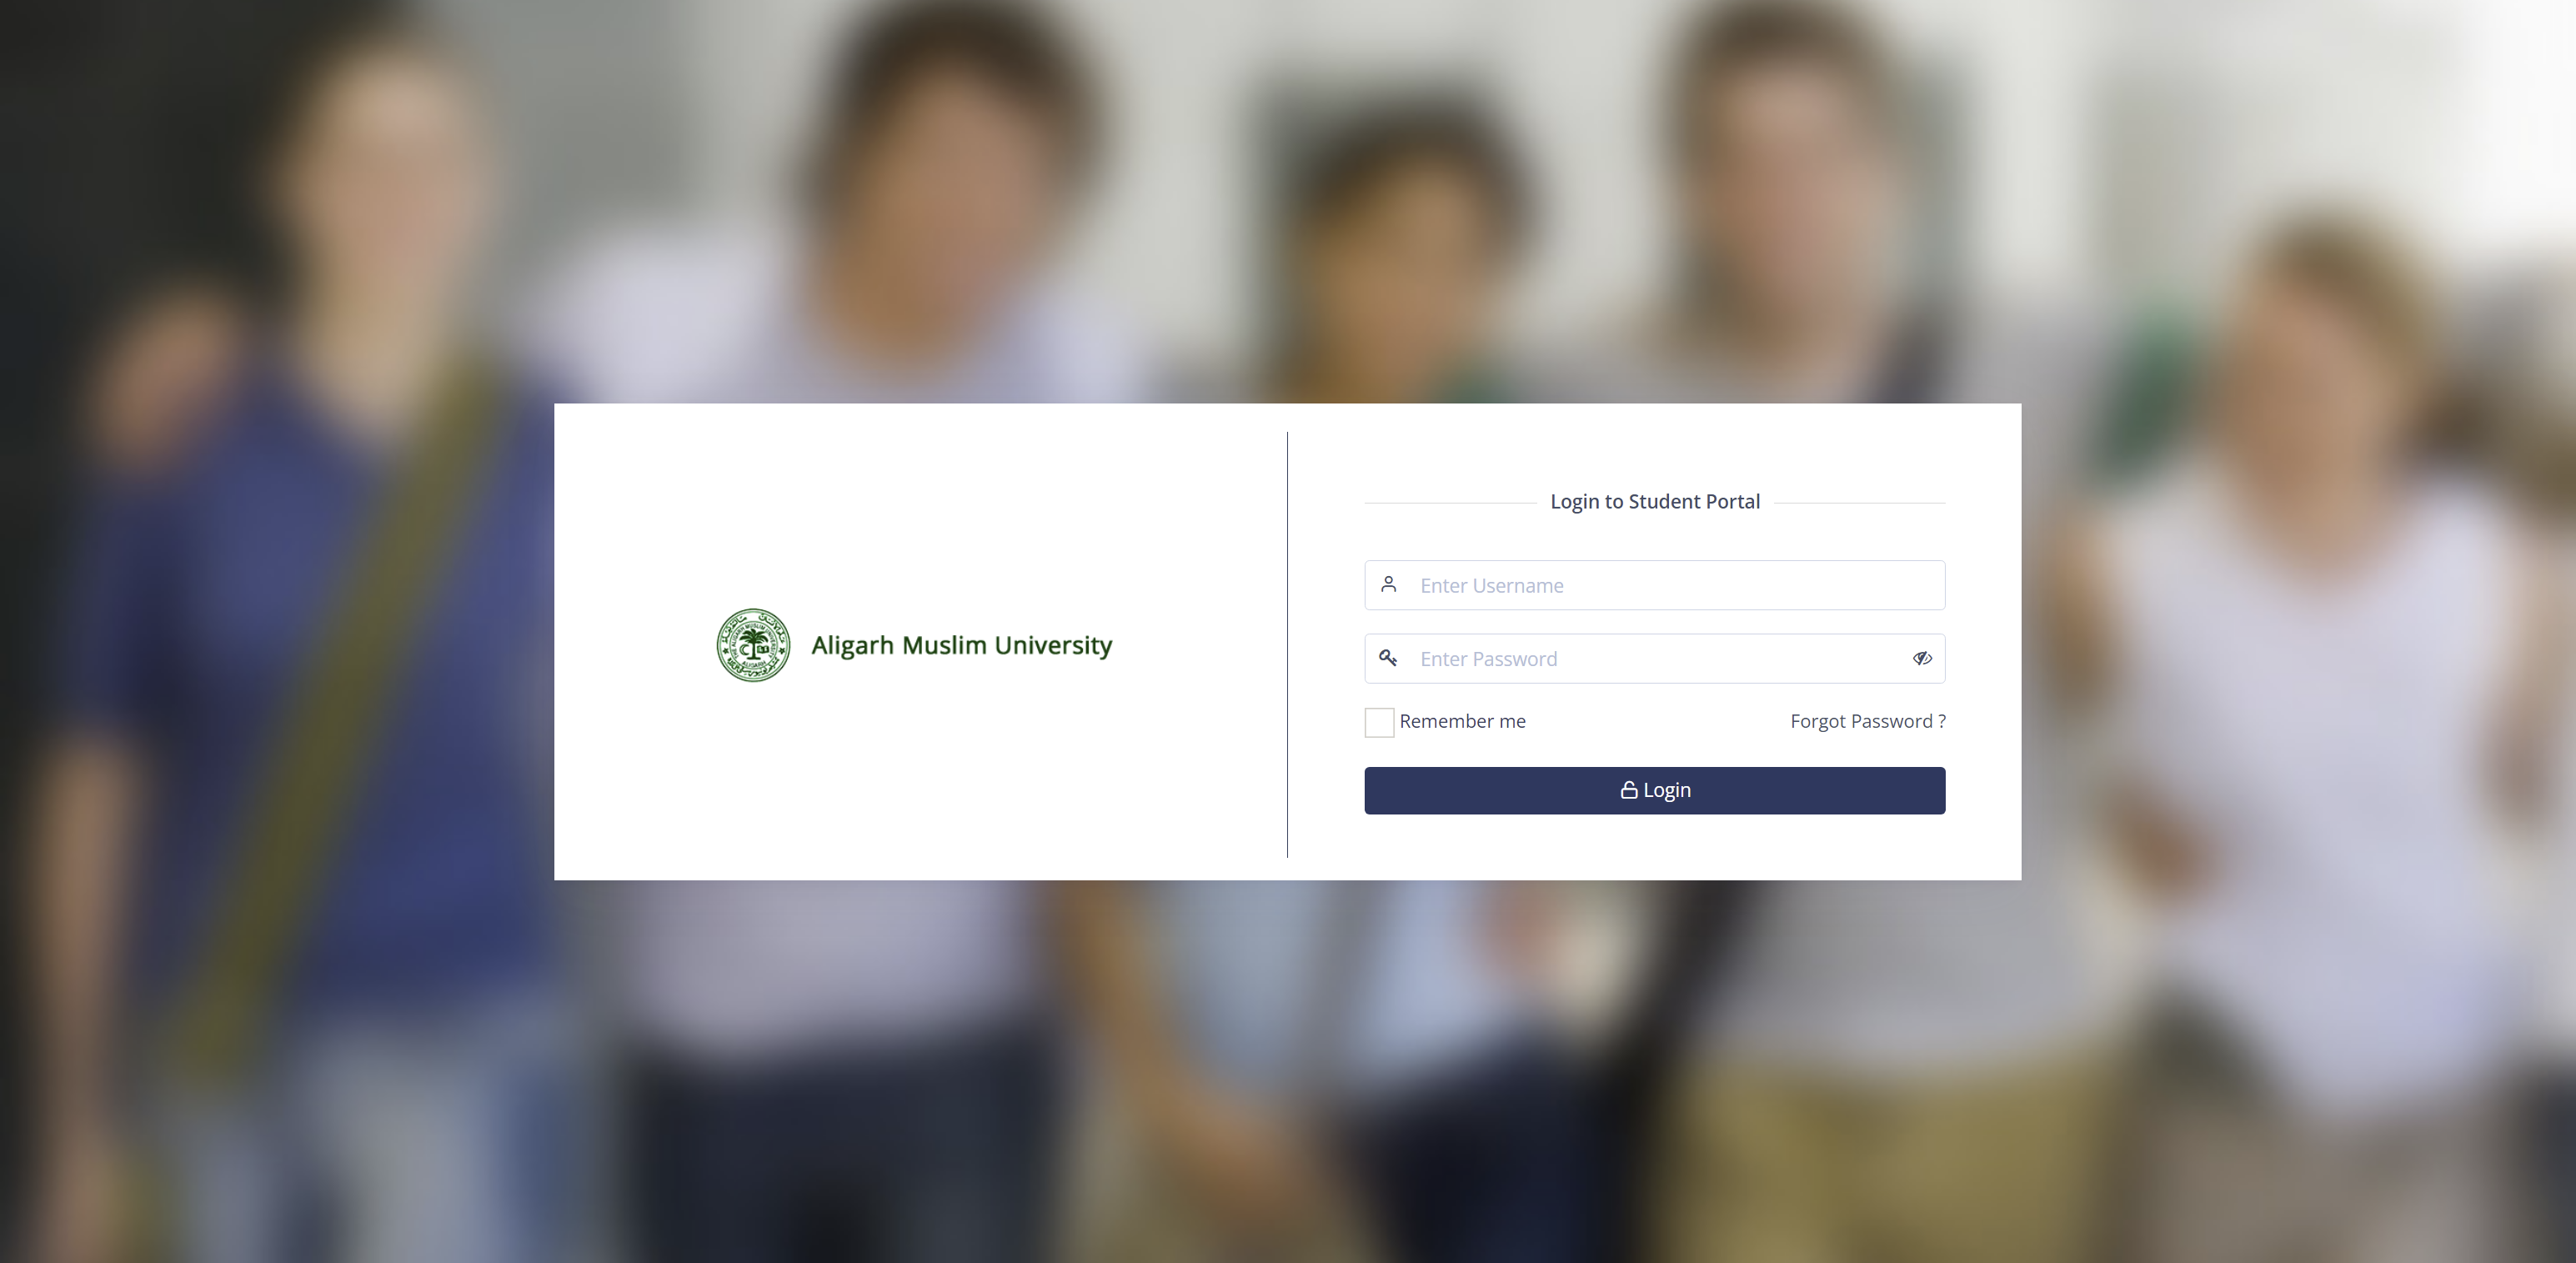 Aligarh Muslim University
Login to Student Portal
Enter Username
Enter Password
Remember me
Forgot Password ?
Login